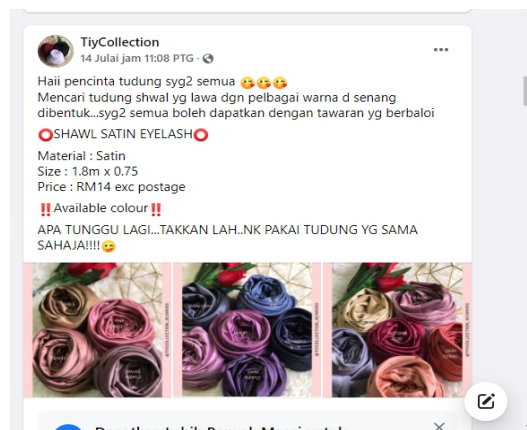 TiyCollection
14 Julai jam 11:08 PTG ·
Haii pencinta tudung syg2 semua 😋😋😋
Mencari tudung shwal yg lawa dgn pelbagai warna d senang
dibentuk...syg2 semua boleh dapatkan dengan tawaran yg berbaloi
⭕SHAWL SATIN EYELASH⭕
Material : Satin
Size : 1.8m x 0.75
Price : RM14 exc postage
‼️Available colour‼️
APA TUNGGU LAGI...TAKKAN LAH..NK PAKAI TUDUNG YG SAMA
SAHAJA!!!!😉